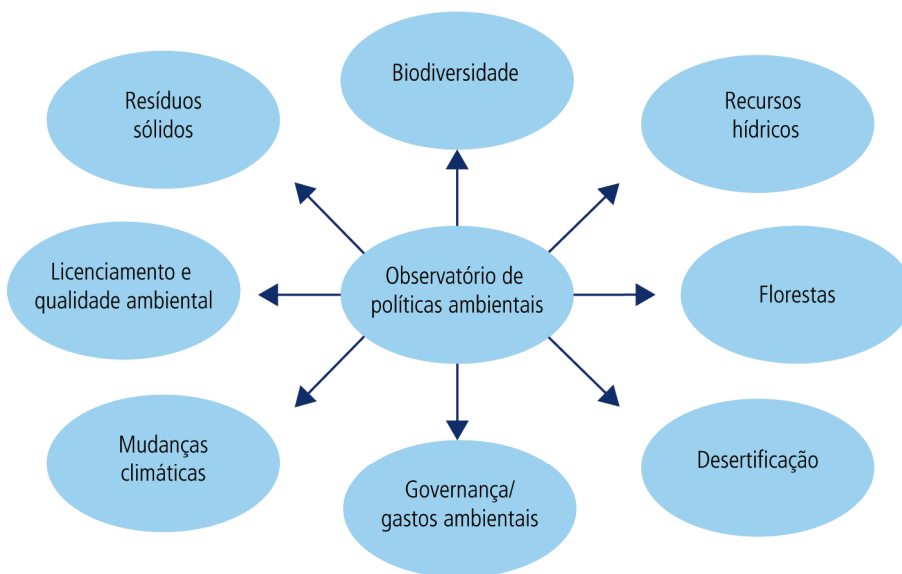 Biodiversidade
Resíduos
sólidos
Recursos
hídricos
Licenciamento e
qualidade ambiental
Observatório de
políticas ambientais
Florestas
Mudanças
climáticas
Governança/
gastos ambientais
Desertificação